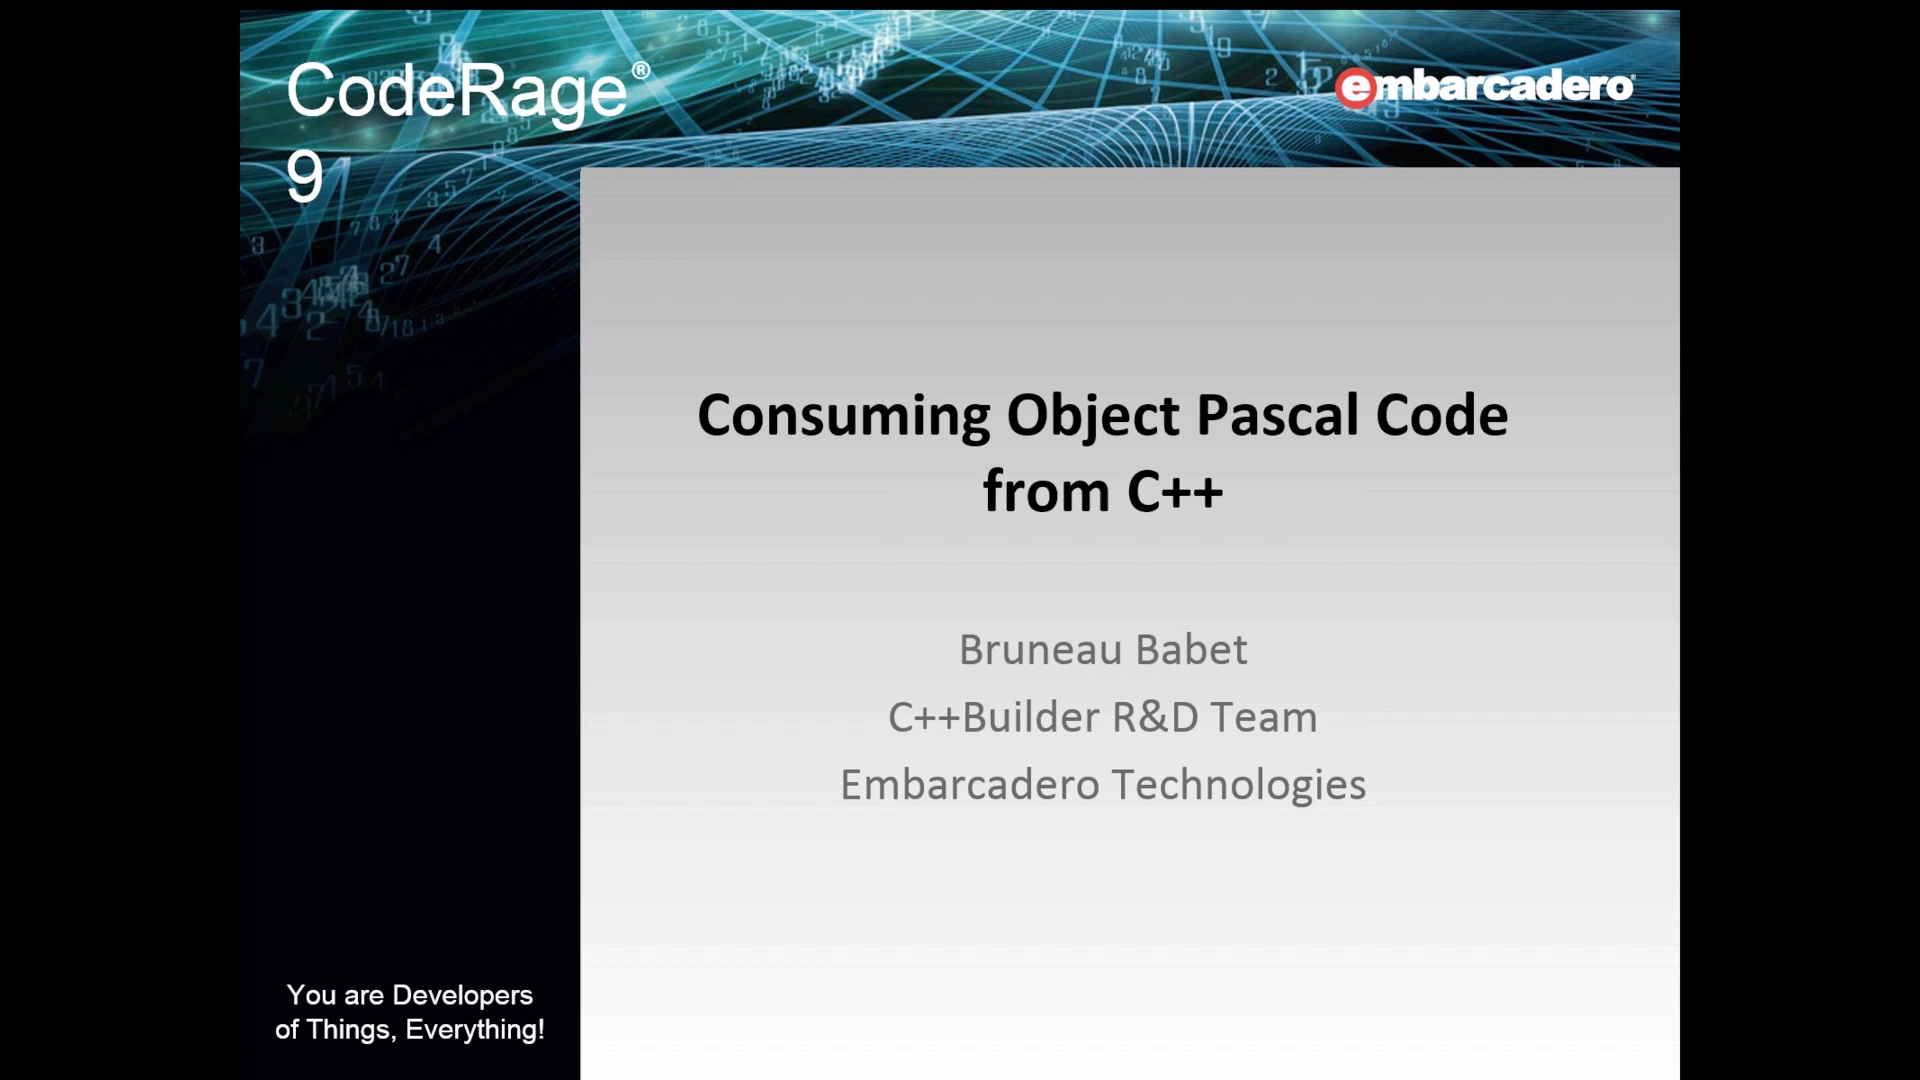 CodeRage®
9
embarcadero®
Consuming Object Pascal Code
from C++
Bruneau Babet
C++Builder R&D Team
Embarcadero Technologies
You are Developers
of Things, Everything!